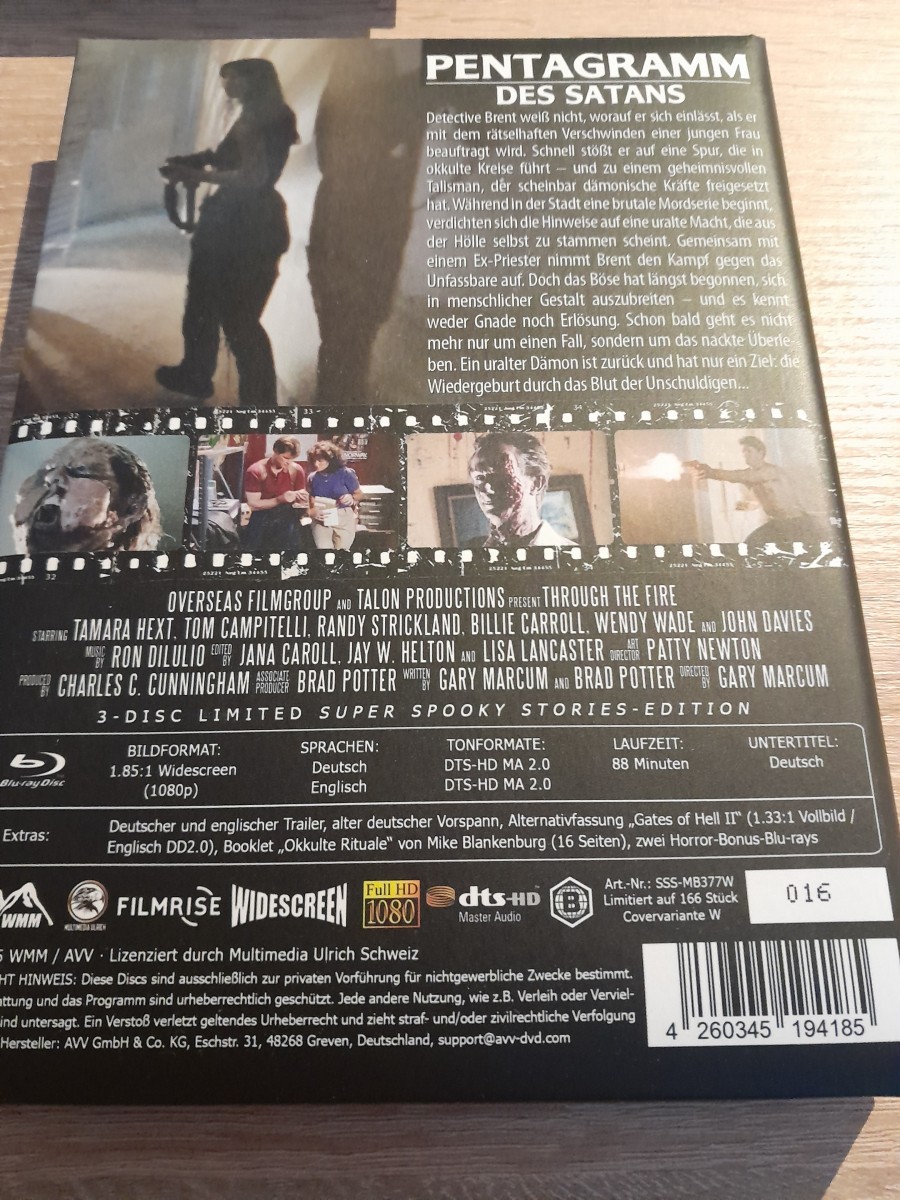 PENTAGRAMM
DES SATANS
Detective Brent weiß nicht, worauf er sich einlässt, als er
mit dem rätselhaften Verschwinden einer jungen Frau
beauftragt wird. Schnell stößt er auf eine Spur, die in
okkulte Kreise führt – und zu einem geheimnisvollen
Talisman, der scheinbar dämonische Kräfte freigesetzt
hat. Während in der Stadt eine brutale Mordserie beginnt,
verdichten sich die Hinweise auf eine uralte Macht, die aus
der Hölle selbst zu stammen scheint. Gemeinsam mit
einem Ex-Priester nimmt Brent den Kampf gegen das
Unfassbare auf. Doch das Böse hat längst begonnen, sich
in menschlicher Gestalt auszubreiten – und es kennt
weder Gnade noch Erlösung. Schon bald geht es nicht
mehr nur um einen Fall, sondern um das nackte Überle-
ben. Ein uralter Dämon ist zurück und hat nur ein Ziel: die
Wiedergeburt durch das Blut der Unschuldigen...
OVERSEAS FILMGROUP AND TALON PRODUCTIONS PRESENT THROUGH THE FIRE
STARRING TAMARA HEXT, TOM CAMPITELLI, RANDY STRICKLAND, BILLIE CARROLL, WENDY WADE AND JOHN DAVIES
MUSIC BY RON DILULIO EDITED BY JANA CAROLL, JAY W. HELTON AND LISA LANCASTER ART DIRECTOR PATTY NEWTON
PRODUCED BY CHARLES C. CUNNINGHAM ASSOCIATE PRODUCER BRAD POTTER WRITTEN BY GARY MARCUM AND BRAD POTTER DIRECTED BY GARY MARCUM
3-DISC LIMITED SUPER SPOOKY STORIES-EDITION
Blu-ray Disc
BILDFORMAT: SPRACHEN: TONFORMATE: LAUFZEIT: UNTERTITEL:
1.85:1 Widescreen Deutsch DTS-HD MA 2.0 88 Minuten Deutsch
(1080p) Englisch DTS-HD MA 2.0
Extras: Deutscher und englischer Trailer, alter deutscher Vorspann, Alternativfassung „Gates of Hell II“ (1.33:1 Vollbild /
Englisch DD2.0), Booklet „Okkulte Rituale“ von Mike Blankenburg (16 Seiten), zwei Horror-Bonus-Blu-rays
WMM MULTIMEDIA ULRICH FILMRISE WIDESCREEN Full HD 1080 dts-HD Master Audio B
Art.-Nr.: SSS-MB377W
Limitiert auf 166 Stück
Covervariante W
016
WMM / AVV · Lizenziert durch Multimedia Ulrich Schweiz
HT HINWEIS: Diese Discs sind ausschließlich zur privaten Vorführung für nichtgewerbliche Zwecke bestimmt.
attung und das Programm sind urheberrechtlich geschützt. Jede andere Nutzung, wie z.B. Verleih oder Verviel-
ind untersagt. Ein Verstoß verletzt geltendes Urheberrecht und zieht straf- und/oder zivilrechtliche Verfolgung
Hersteller: AVV GmbH & Co. KG, Eschstr. 31, 48268 Greven, Deutschland, support@avv-dvd.com
4 260345 194185